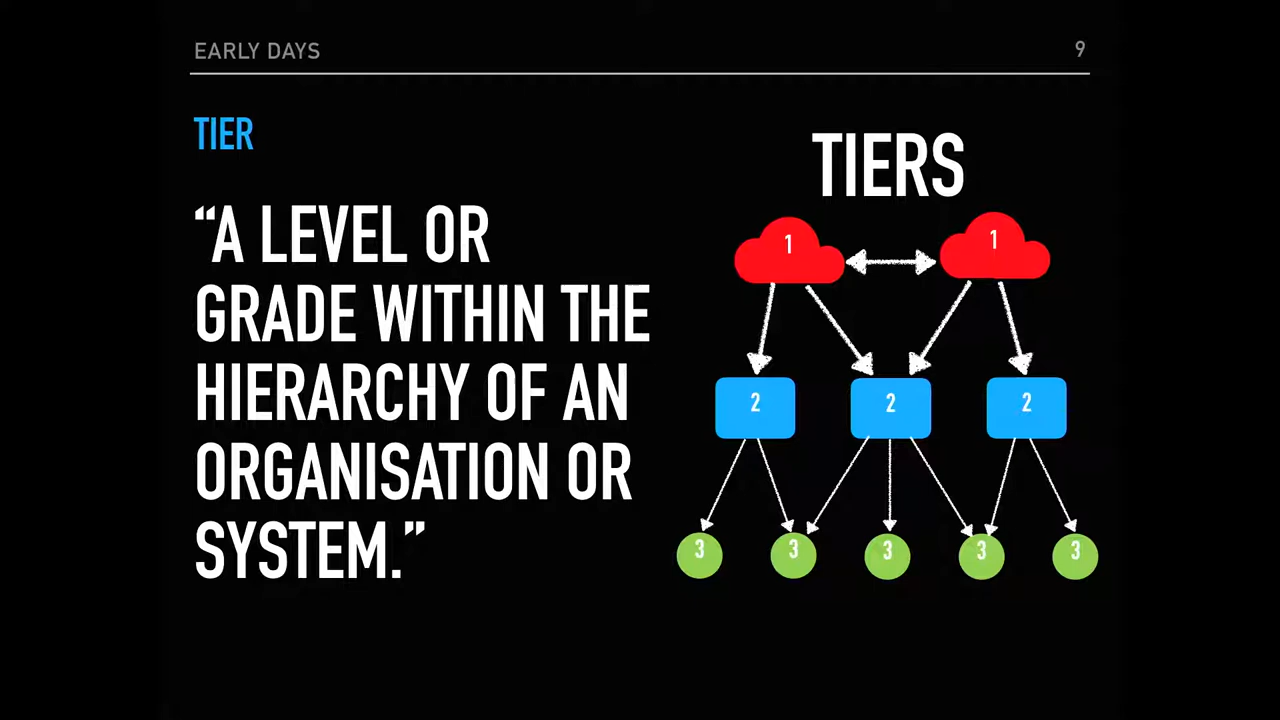 EARLY DAYS
9
TIER
“A LEVEL OR
GRADE WITHIN THE
HIERARCHY OF AN
ORGANISATION OR
SYSTEM.”
TIERS
1
1
2
2
2
3
3
3
3
3